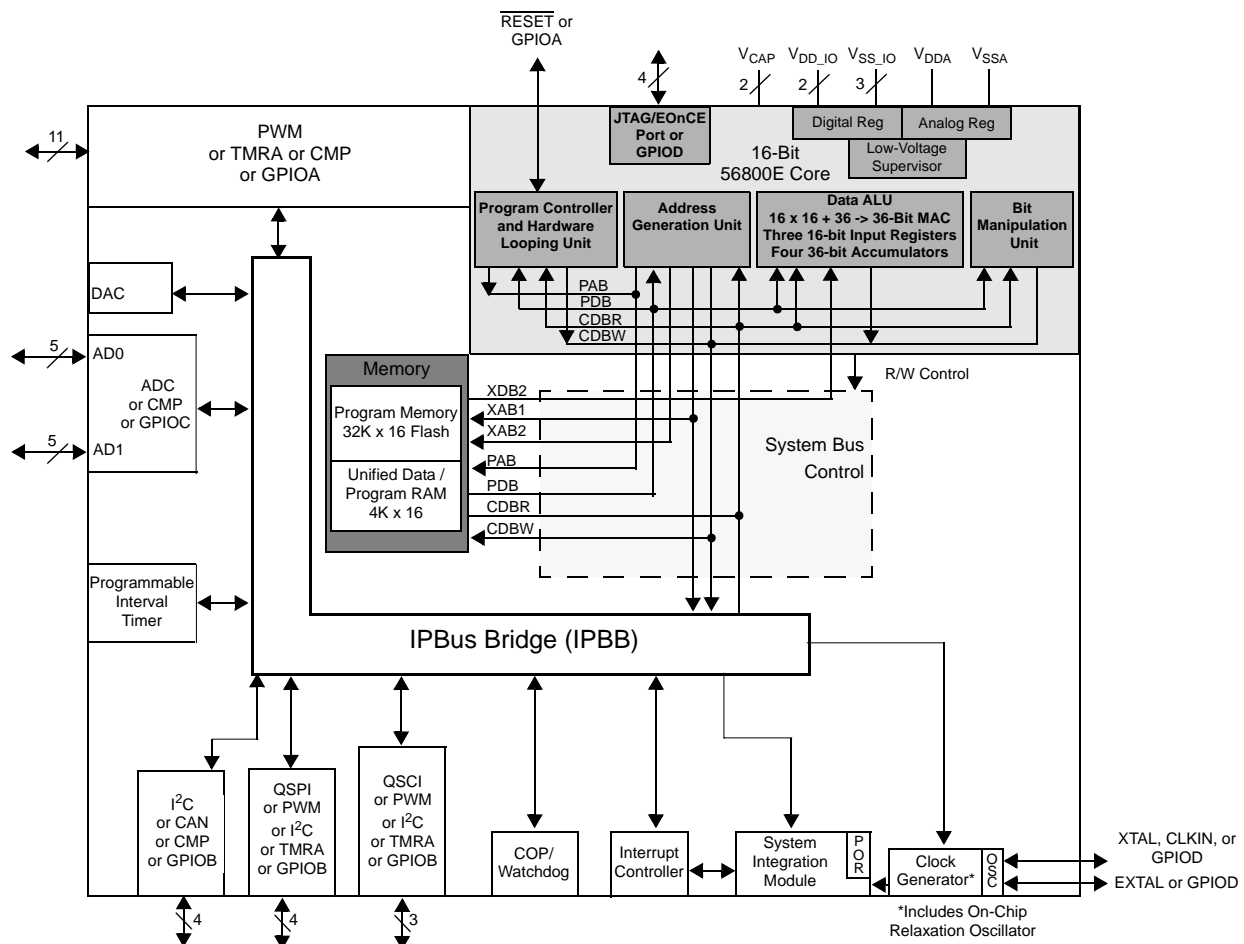 RESET or
GPIOA
4
VCAP
VDD_IO
VSS_IO
VDDA
VSSA
2
2
3
11
PWM
or TMRA or CMP
or GPIOA
JTAG/EOnCE
Port or
GPIOD
Digital Reg
Analog Reg
Low-Voltage
Supervisor
16-Bit
56800E Core
Program Controller
and Hardware
Looping Unit
Address
Generation Unit
Data ALU
16 x 16 + 36 -> 36-Bit MAC
Three 16-bit Input Registers
Four 36-bit Accumulators
Bit
Manipulation
Unit
PAB
PDB
CDBR
CDBW
DAC
5
AD0
ADC
or CMP
or GPIOC
5
AD1
Memory
Program Memory
32K x 16 Flash
Unified Data /
Program RAM
4K x 16
XDB2
XAB1
XAB2
PAB
PDB
CDBR
CDBW
R/W Control
System Bus
Control
Programmable
Interval
Timer
IPBus Bridge (IPBB)
I2C
or CAN
or CMP
or GPIOB
4
QSPI
or PWM
or I2C
or TMRA
or GPIOB
4
QSCI
or PWM
or I2C
or TMRA
or GPIOB
3
COP/
Watchdog
Interrupt
Controller
System
Integration
Module
POR
Clock
Generator*
OSC
XTAL, CLKIN, or
GPIOD
EXTAL or GPIOD
*Includes On-Chip
Relaxation Oscillator